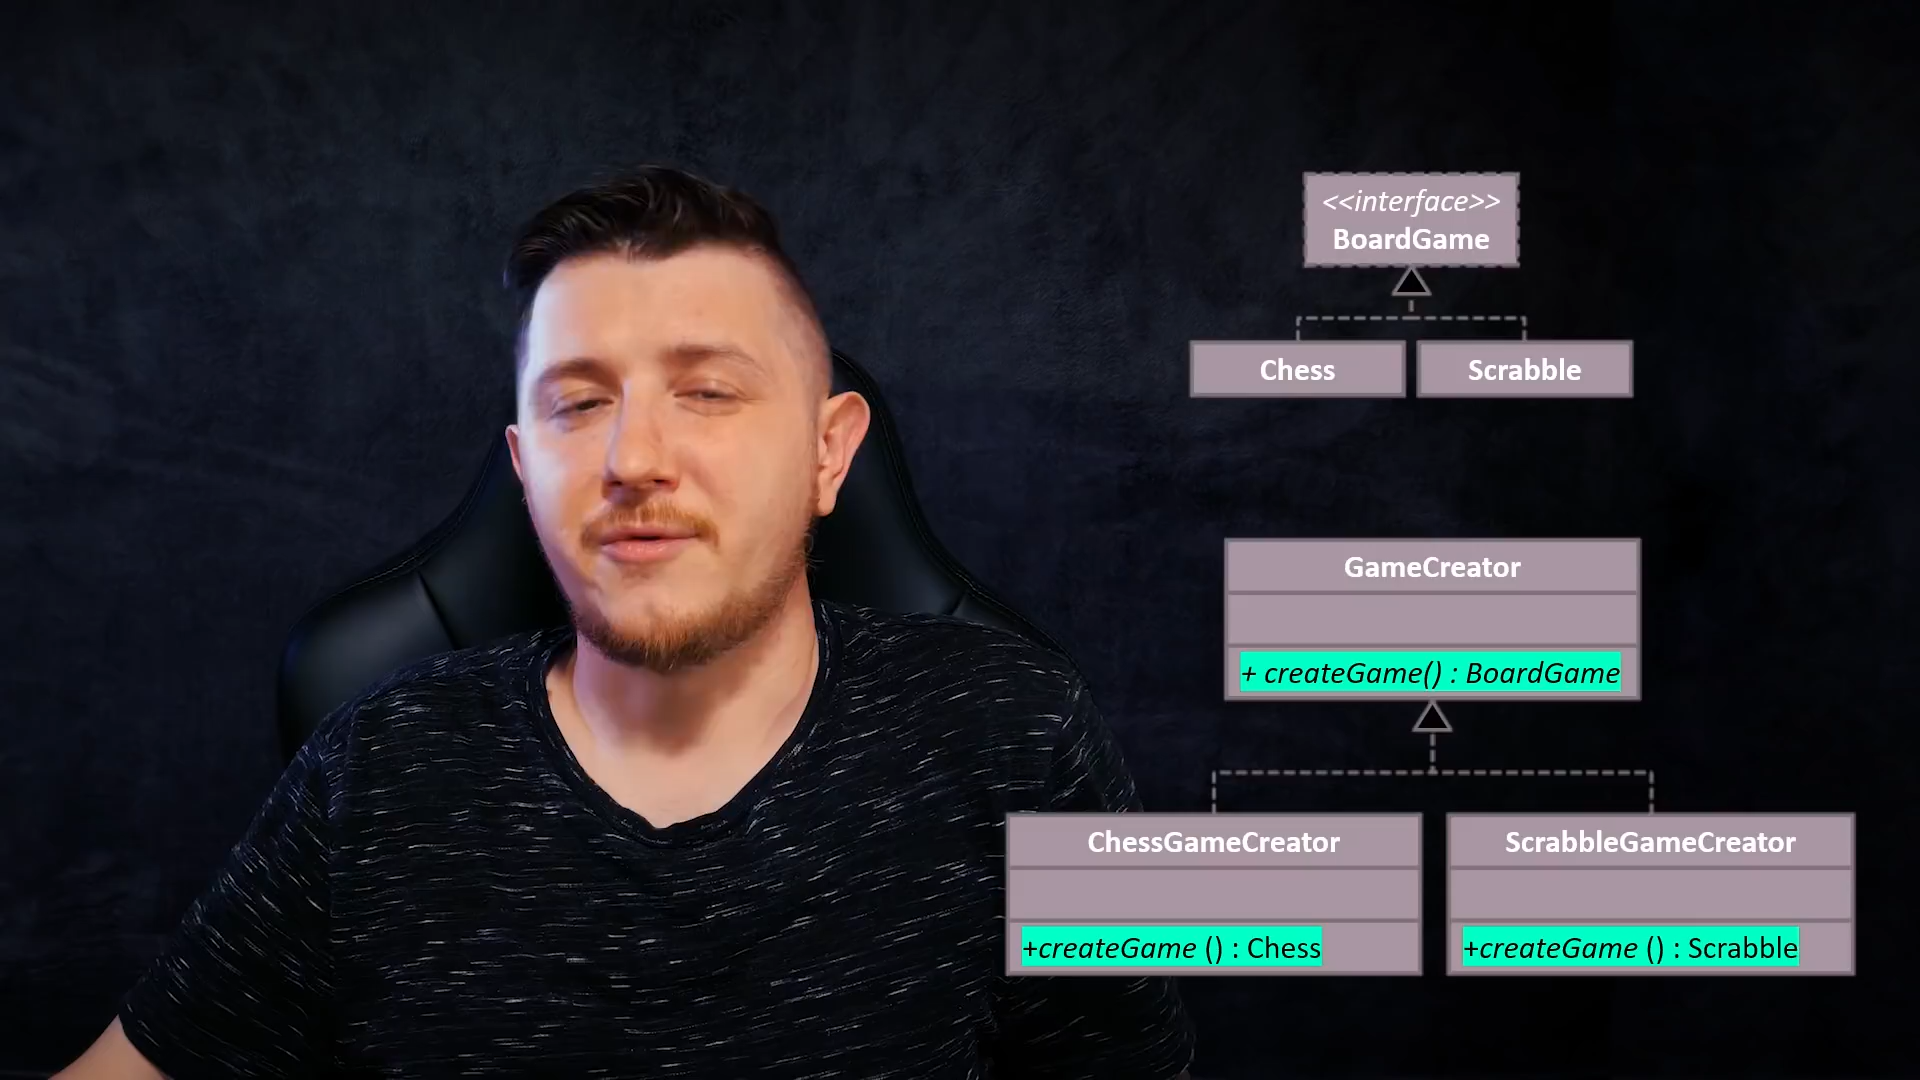 <<interface>>
BoardGame
Chess
Scrabble
GameCreator
+ createGame() : BoardGame
ChessGameCreator
ScrabbleGameCreator
+createGame () : Chess
+createGame () : Scrabble